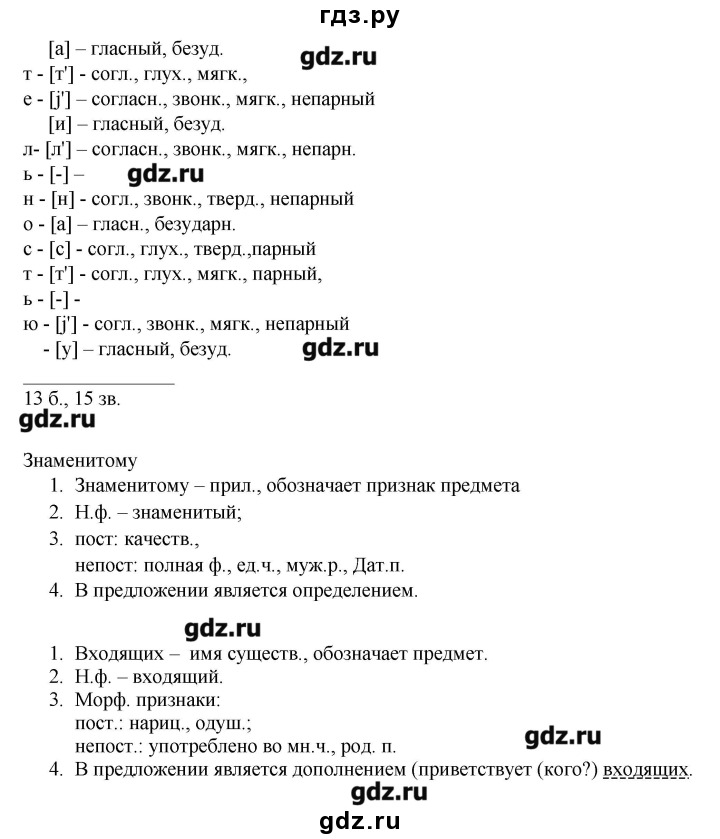 гдз.ру
[а] – гласный, безуд.
gdz.ru
т - [т'] - согл., глух., мягк.,
е - [j'] – согласн., звонк., мягк., непарный
[и] – гласный, безуд.
л- [л'] – согласн., звонк., мягк., непарн.
ь - [-] –
gdz.ru
н - [н] - согл., звонк., тверд., непарный
о - [а] – гласн., безударн.
с - [с] - согл., глух., тверд.,парный
т - [т'] - согл., глух., мягк., парный,
ь - [-] -
ю - [j'] - согл., звонк., мягк., непарный
- [у] – гласный, безуд.
gdz.ru
13 б., 15 зв.
gdz.ru
Знаменитому
1. Знаменитому – прил., обозначает признак предмета
2. Н.ф. – знаменитый;
3. пост: качеств.,
непост: полная ф., ед.ч., муж.р., Дат.п.
4. В предложении является определением.
gdz.ru
1. Входящих – имя существ., обозначает предмет.
2. Н.ф. – входящий.
3. Морф. признаки:
пост.: нариц., одуш.;
gdz.ru
непост.: употреблено во мн.ч., род. п.
4. В предложении является дополнением (приветствует (кого?) входящих.
gdz.ru
gdz.ru